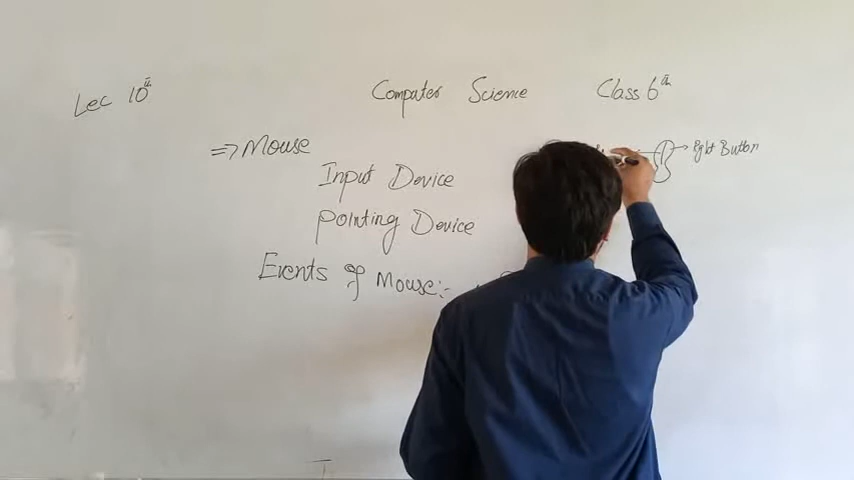 Lec 10th Computer Science Class 6th
=> Mouse
Right Button
Input Device
Pointing Device
Events of Mouse:-